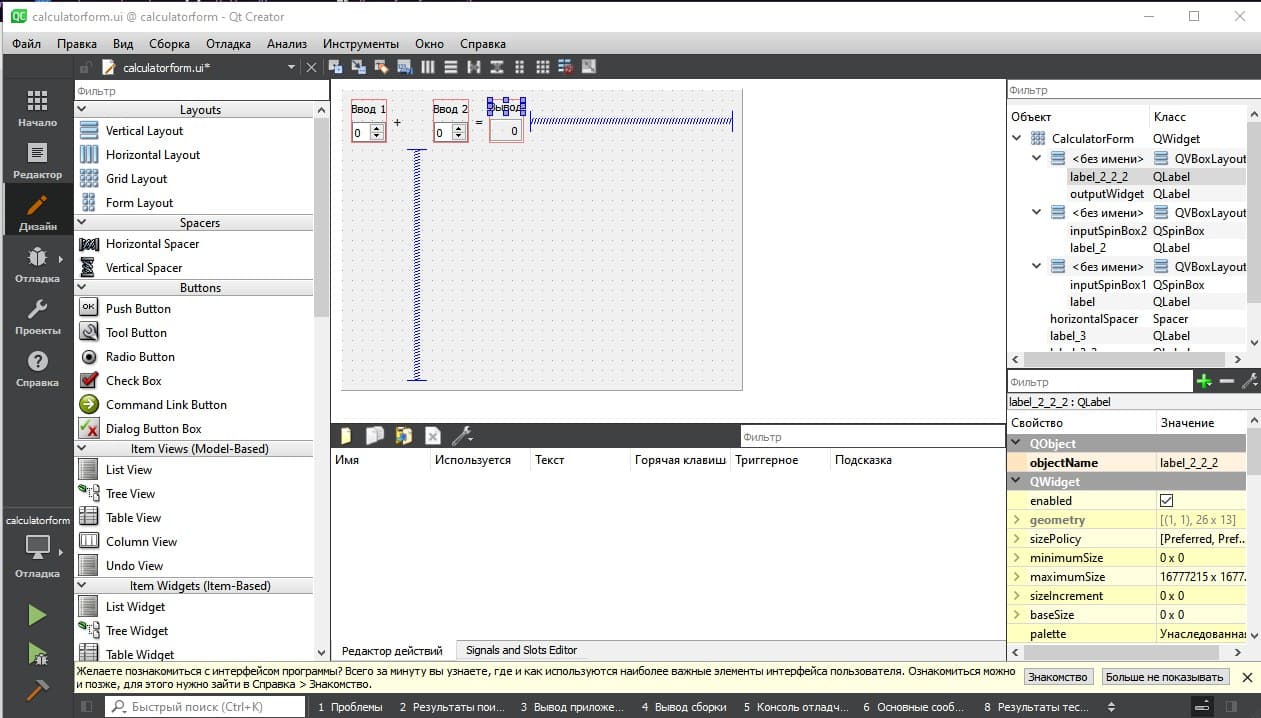 calculatorform.ui @ calculatorform - Qt Creator
Файл Правка Вид Сборка Отладка Анализ Инструменты Окно Справка
calculatorform.ui*
Начало
Редактор
Дизайн
Отладка
Проекты
Справка
calculatorform
Отладка
Фильтр
Layouts
Vertical Layout
Horizontal Layout
Grid Layout
Form Layout
Spacers
Horizontal Spacer
Vertical Spacer
Buttons
OK Push Button
Tool Button
Radio Button
Check Box
Command Link Button
Dialog Button Box
Item Views (Model-Based)
List View
Tree View
Table View
Column View
Undo View
Item Widgets (Item-Based)
List Widget
Tree Widget
Table Widget
Ввод 1 Ввод 2 Вывод
0 + 0 = 0
Фильтр
Имя Используется Текст Горячая клавиш Триггерное Подсказка
Редактор действий Signals and Slots Editor
Фильтр
Объект Класс
CalculatorForm QWidget
<без имени> QVBoxLayout
label_2_2_2 QLabel
outputWidget QLabel
<без имени> QVBoxLayout
inputSpinBox2 QSpinBox
label_2 QLabel
<без имени> QVBoxLayout
inputSpinBox1 QSpinBox
label QLabel
horizontalSpacer Spacer
label_3 QLabel
Фильтр
label_2_2_2 : QLabel
Свойство Значение
QObject
objectName label_2_2_2
QWidget
enabled
geometry [(1, 1), 26 x 13]
sizePolicy [Preferred, Pref...
minimumSize 0 x 0
maximumSize 16777215 x 1677...
sizeIncrement 0 x 0
baseSize 0 x 0
palette Унаследованная
Желаете познакомиться с интерфейсом программы? Всего за минуту вы узнаете, где и как используются наиболее важные элементы интерфейса пользователя. Ознакомиться можно
и позже, для этого нужно зайти в Справка > Знакомство.
Знакомство Больше не показывать
Быстрый поиск (Ctrl+K) 1 Проблемы 2 Результаты пои... 3 Вывод приложе... 4 Вывод сборки 5 Консоль отладч... 6 Основные сооб... 8 Результаты тес...